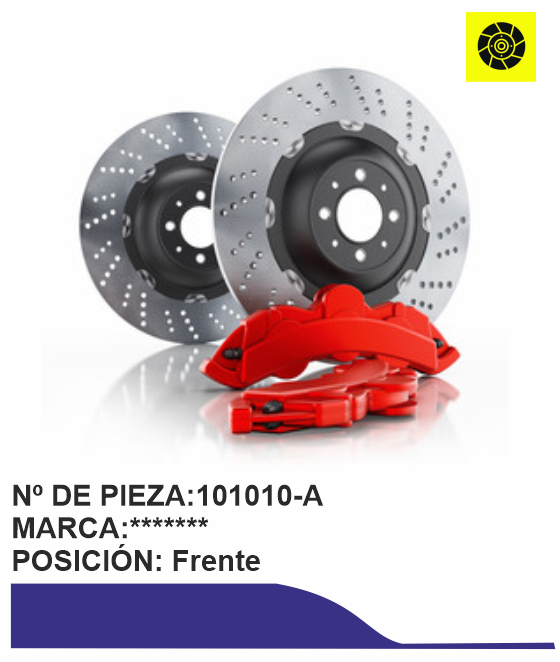 Nº DE PIEZA:101010-A
MARCA:*******
POSICIÓN: Frente